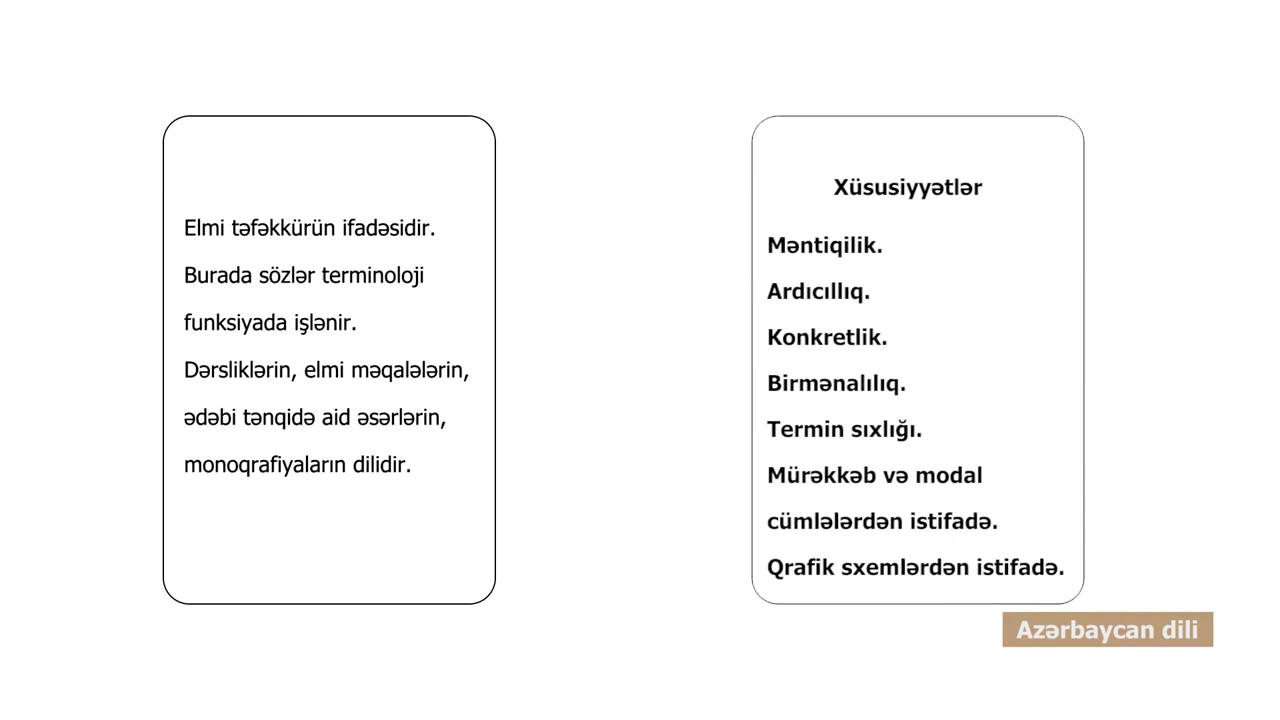 Elmi təfəkkürün ifadəsidir.
Burada sözlər terminoloji
funksiyada işlənir.
Dərsliklərin, elmi məqalələrin,
ədəbi tənqidə aid əsərlərin,
monoqrafiyaların dilidir.
Xüsusiyyətlər
Məntiqilik.
Ardıcıllıq.
Konkretlik.
Birmənalılıq.
Termin sıxlığı.
Mürəkkəb və modal
cümlələrdən istifadə.
Qrafik sxemlərdən istifadə.
Azərbaycan dili